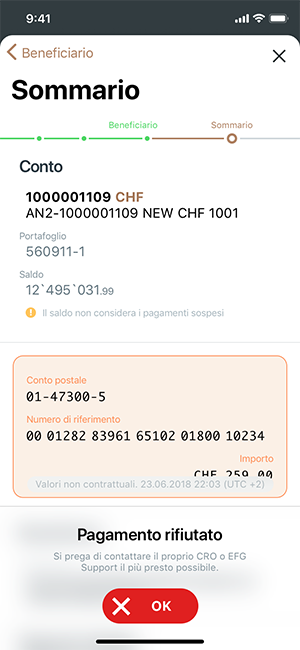 9:41
Beneficiario
Sommario
Beneficiario Sommario
Conto
1000001109 CHF
AN2-1000001109 NEW CHF 1001
Portafoglio
560911-1
Saldo
12`495`031.99
Il saldo non considera i pagamenti sospesi
Conto postale
01-47300-5
Numero di riferimento
00 01282 83961 65102 01800 10234
Importo
CHF 259.00
Valori non contrattuali. 23.06.2018 22:03 (UTC +2)
Pagamento rifiutato
Si prega di contattare il proprio CRO o EFG
Support il più presto possibile.
OK